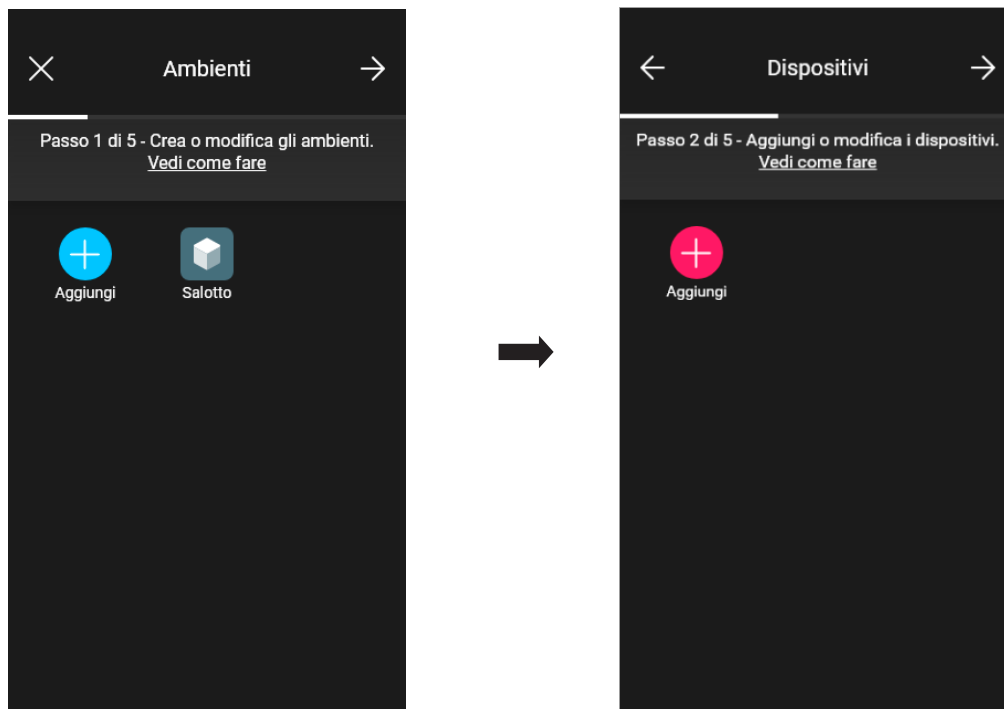 Ambienti
Passo 1 di 5 - Crea o modifica gli ambienti.
Vedi come fare
Aggiungi
Salotto
Dispositivi
Passo 2 di 5 - Aggiungi o modifica i dispositivi.
Vedi come fare
Aggiungi